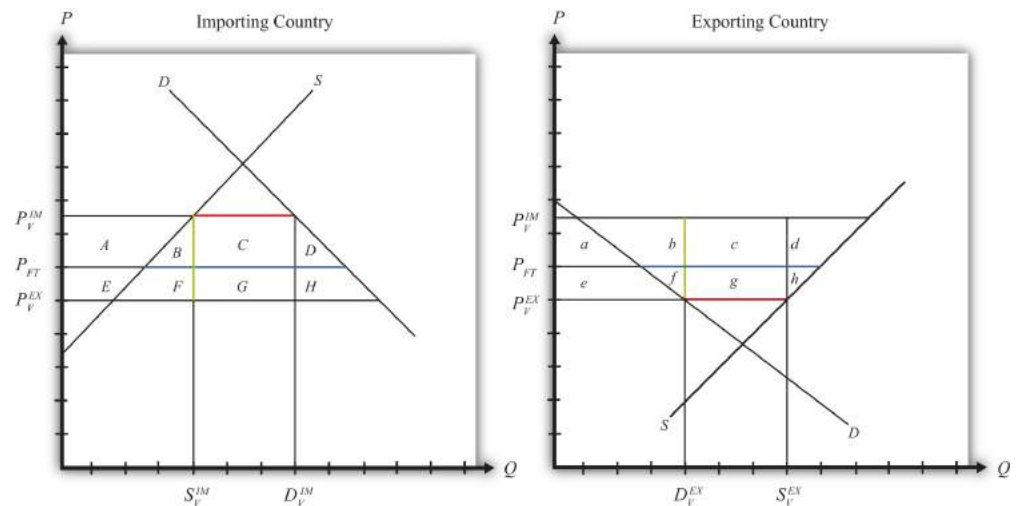 P Importing Country
D S
P_V^IM
A B C D
P_FT
E F G H
P_V^EX
Q
S_V^IM D_V^IM
P Exporting Country
P_V^IM
a b c d
P_FT
e f g h
P_V^EX
S D
Q
D_V^EX S_V^EX